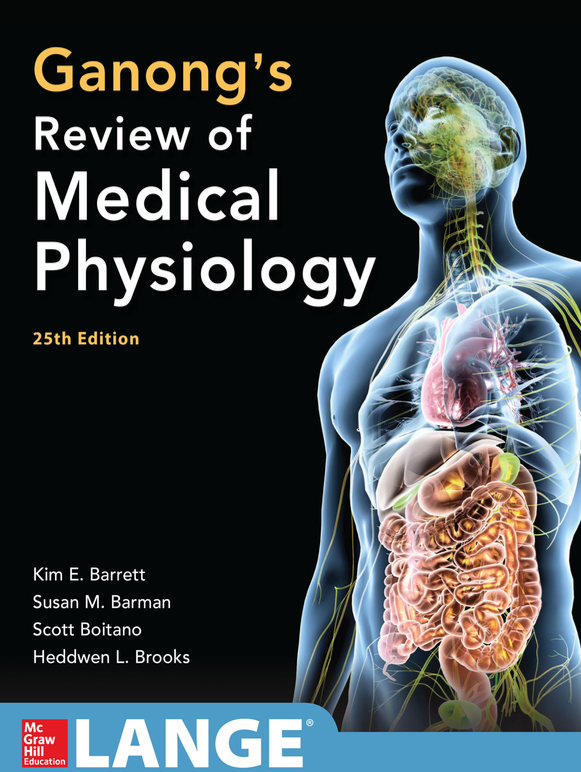 Ganong’s
Review of
Medical
Physiology
25th Edition
Kim E. Barrett
Susan M. Barman
Scott Boitano
Heddwen L. Brooks
Mc
Graw
Hill
Education
LANGE®